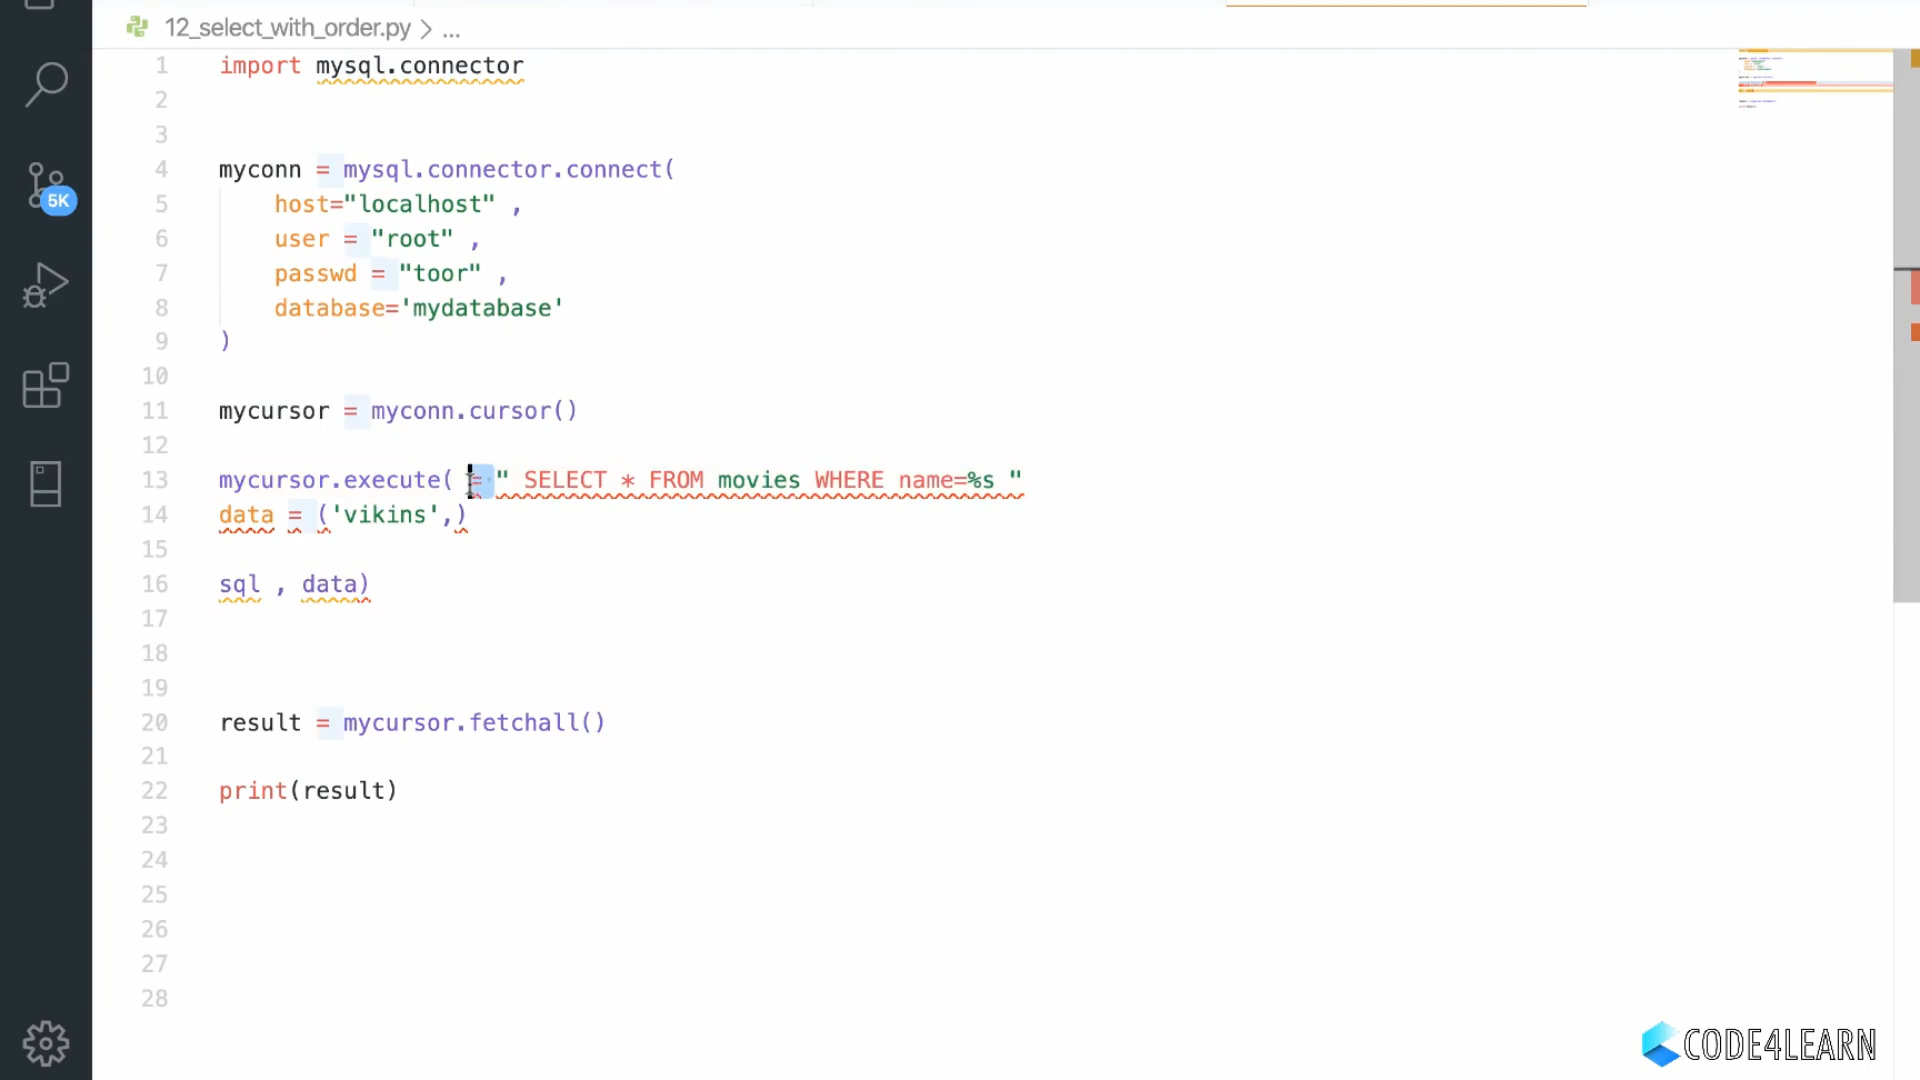 12_select_with_order.py > ...
1 import mysql.connector
2
3
4 myconn = mysql.connector.connect(
5 host="localhost" ,
6 user = "root" ,
7 passwd = "toor" ,
8 database='mydatabase'
9 )
10
11 mycursor = myconn.cursor()
12
13 mycursor.execute( = " SELECT * FROM movies WHERE name=%s "
14 data = ('vikins',)
15
16 sql , data)
17
18
19
20 result = mycursor.fetchall()
21
22 print(result)
23
24
25
26
27
28
5K
CODE4LEARN